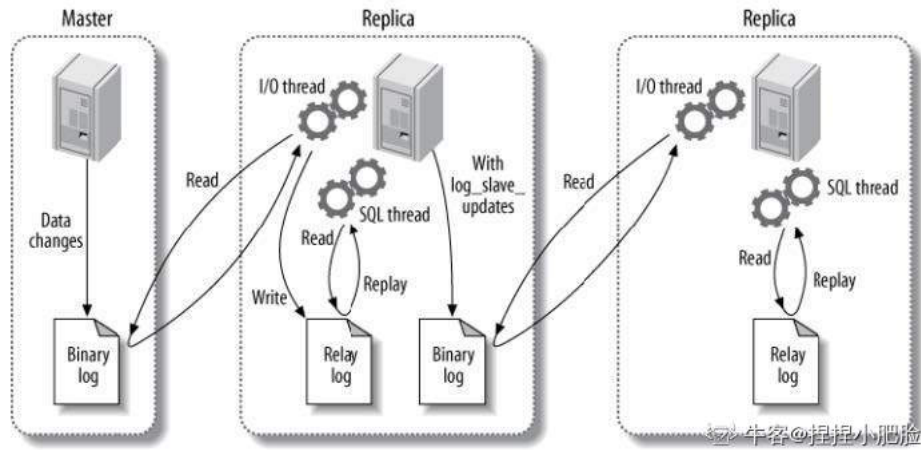 Master
Data
changes
Binary
log
Read
Replica
I/O thread
SQL thread
Read
Replay
Write
Relay
log
With
log_slave_
updates
Binary
log
Read
Replica
I/O thread
SQL thread
Read
Replay
Relay
log
牛客@捏捏小肥脸